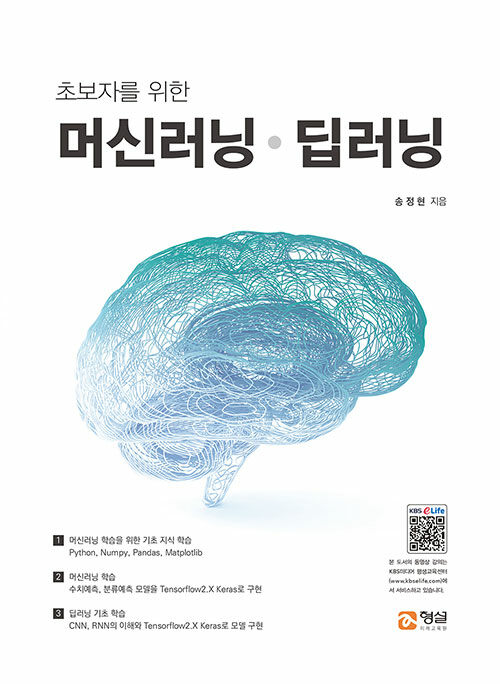 초보자를 위한
머신러닝 • 딥러닝
송정현 지음
1 머신러닝 학습을 위한 기초 지식 학습
Python, Numpy, Pandas, Matplotlib
2 머신러닝 학습
수치예측, 분류예측 모델을 Tensorflow2.X Keras로 구현
3 딥러닝 기초 학습
CNN, RNN의 이해와 Tensorflow2.X Keras로 모델 구현
KBS eLife
본 도서의 동영상 강의는
KBS미디어 평생교육센터
(www.kbselife.com)에
서 서비스하고 있습니다.
형설
미래교육원